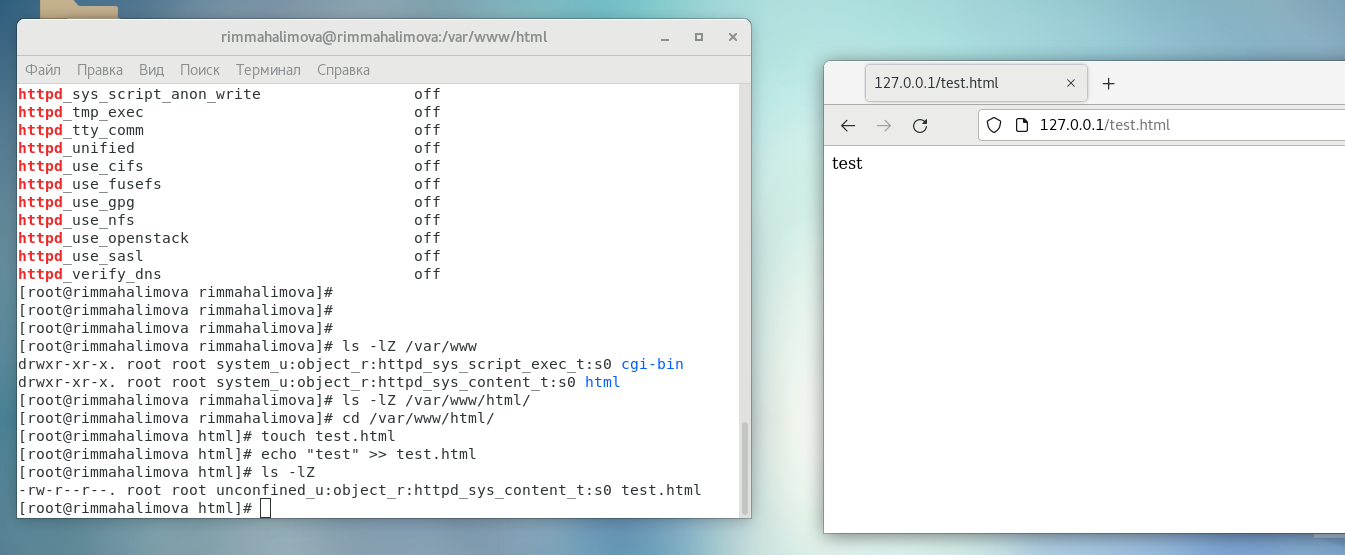 rimmahalimova@rimmahalimova:/var/www/html
Файл Правка Вид Поиск Терминал Справка
httpd_sys_script_anon_write off
httpd_tmp_exec off
httpd_tty_comm off
httpd_unified off
httpd_use_cifs off
httpd_use_fusefs off
httpd_use_gpg off
httpd_use_nfs off
httpd_use_openstack off
httpd_use_sasl off
httpd_verify_dns off
[root@rimmahalimova rimmahalimova]#
[root@rimmahalimova rimmahalimova]#
[root@rimmahalimova rimmahalimova]#
[root@rimmahalimova rimmahalimova]# ls -lZ /var/www
drwxr-xr-x. root root system_u:object_r:httpd_sys_script_exec_t:s0 cgi-bin
drwxr-xr-x. root root system_u:object_r:httpd_sys_content_t:s0 html
[root@rimmahalimova rimmahalimova]# ls -lZ /var/www/html/
[root@rimmahalimova rimmahalimova]# cd /var/www/html/
[root@rimmahalimova html]# touch test.html
[root@rimmahalimova html]# echo "test" >> test.html
[root@rimmahalimova html]# ls -lZ
-rw-r--r--. root root unconfined_u:object_r:httpd_sys_content_t:s0 test.html
[root@rimmahalimova html]#
127.0.0.1/test.html
127.0.0.1/test.html
test